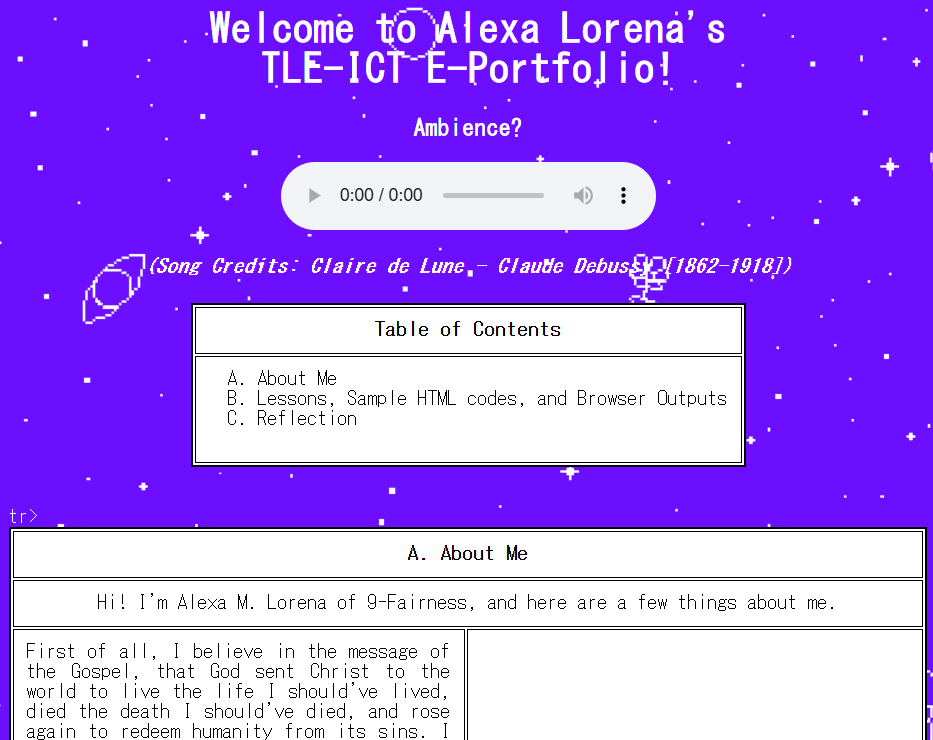 Welcome to Alexa Lorena's
TLE-ICT E-Portfolio!
Ambience?
0:00 / 0:00
(Song Credits: Claire de Lune - Claude Debussy [1862-1918])
Table of Contents
A. About Me
B. Lessons, Sample HTML codes, and Browser Outputs
C. Reflection
tr>
A. About Me
Hi! I'm Alexa M. Lorena of 9-Fairness, and here are a few things about me.
First of all, I believe in the message of
the Gospel, that God sent Christ to the
world to live the life I should've lived,
died the death I should've died, and rose
again to redeem humanity from its sins. I